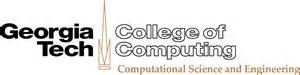 Georgia
Tech
College of
Computing
Computational Science and Engineering